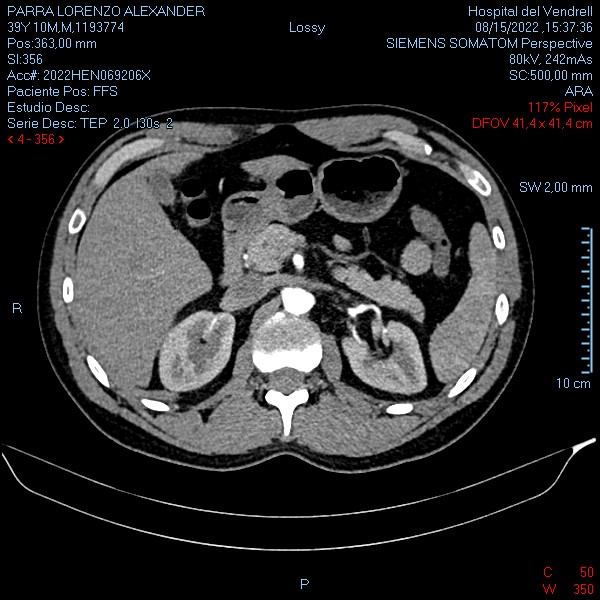 PARRA LORENZO ALEXANDER
39Y 10M,M,1193774
Pos:363,00 mm
SI:356
Acc#: 2022HEN069206X
Paciente Pos: FFS
Estudio Desc:
Serie Desc: TEP 2.0 I30s 2
< 4 - 356 >
Lossy
Hospital del Vendrell
08/15/2022 ,15:37:36
SIEMENS SOMATOM Perspective
80kV, 242mAs
SC:500,00 mm
ARA
117% Pixel
DFOV 41,4 x 41,4 cm
SW 2,00 mm
R
10 cm
P
C 50
W 350